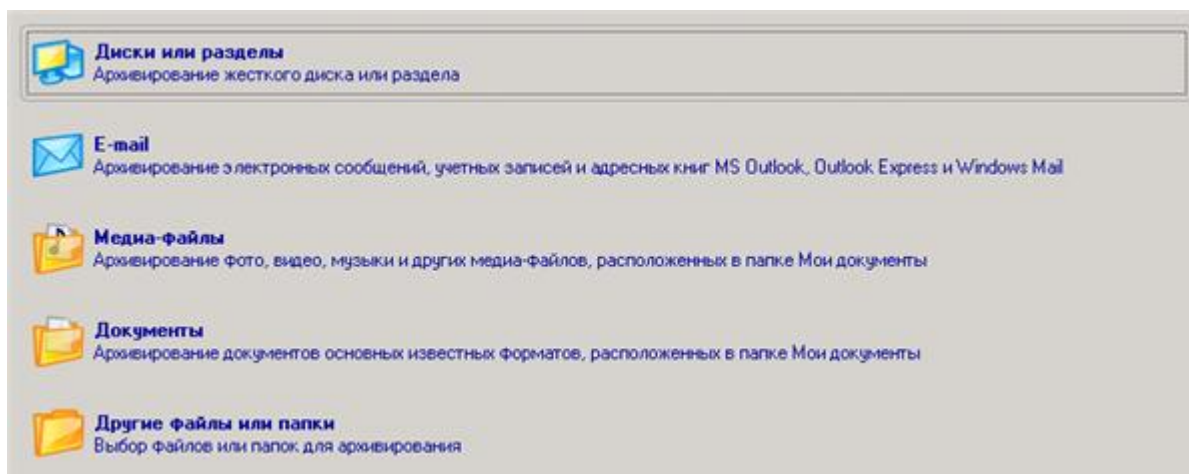 Диски или разделы
Архивирование жесткого диска или раздела
E-mail
Архивирование электронных сообщений, учетных записей и адресных книг MS Outlook, Outlook Express и Windows Mail
Медиа-файлы
Архивирование фото, видео, музыки и других медиа-файлов, расположенных в папке Мои документы
Документы
Архивирование документов основных известных форматов, расположенных в папке Мои документы
Другие файлы или папки
Выбор файлов или папок для архивирования